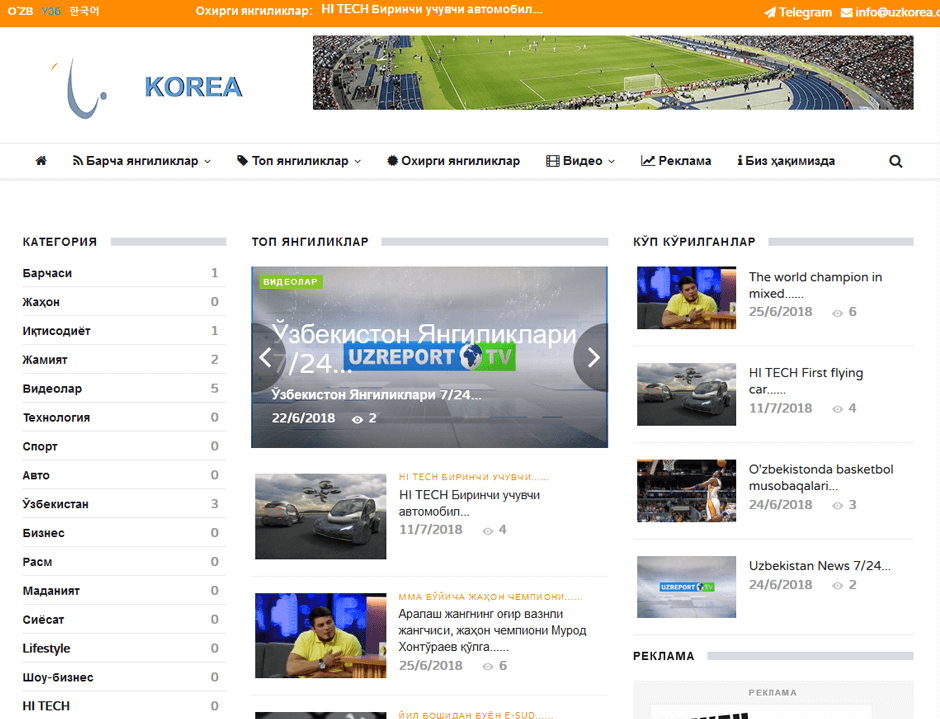 O'ZB УЗБ 한국어
Охирги янгиликлар: HI TECH Биринчи учувчи автомобил...
Telegram info@uzkorea.c
KOREA
Барча янгиликлар Топ янгиликлар Охирги янгиликлар Видео Реклама Биз ҳақимизда
КАТЕГОРИЯ
Барчаси 1
Жаҳон 0
Иқтисодиёт 1
Жамият 2
Видеолар 5
Технология 0
Спорт 0
Авто 0
Ўзбекистан 3
Бизнес 0
Расм 0
Маданият 0
Сиёсат 0
Lifestyle 0
Шоу-бизнес 0
HI TECH 0
ТОП ЯНГИЛИКЛАР
ВИДЕОЛАР
Ўзбекистон Янгиликлари
7/24...
UZREPORT TV
Ўзбекистон Янгиликлари 7/24...
22/6/2018 2
HI TECH БИРИНЧИ УЧУВЧИ......
HI TECH Биринчи учувчи
автомобил...
11/7/2018 4
ММА БЎЙИЧА ЖАҲОН ЧЕМПИОНИ......
Аралаш жангнинг оғир вазнли
жангчиси, жаҳон чемпиони Мурод
Хонтўраев қўлга......
25/6/2018 6
ЙИЛ БОШИДАН БУЁН E-SUD......
КЎП КЎРИЛГАНЛАР
The world champion in
mixed......
25/6/2018 6
HI TECH First flying
car......
11/7/2018 4
O'zbekistonda basketbol
musobaqalari...
24/6/2018 3
UZREPORT TV
Uzbekistan News 7/24...
24/6/2018 2
РЕКЛАМА
РЕКЛАМА